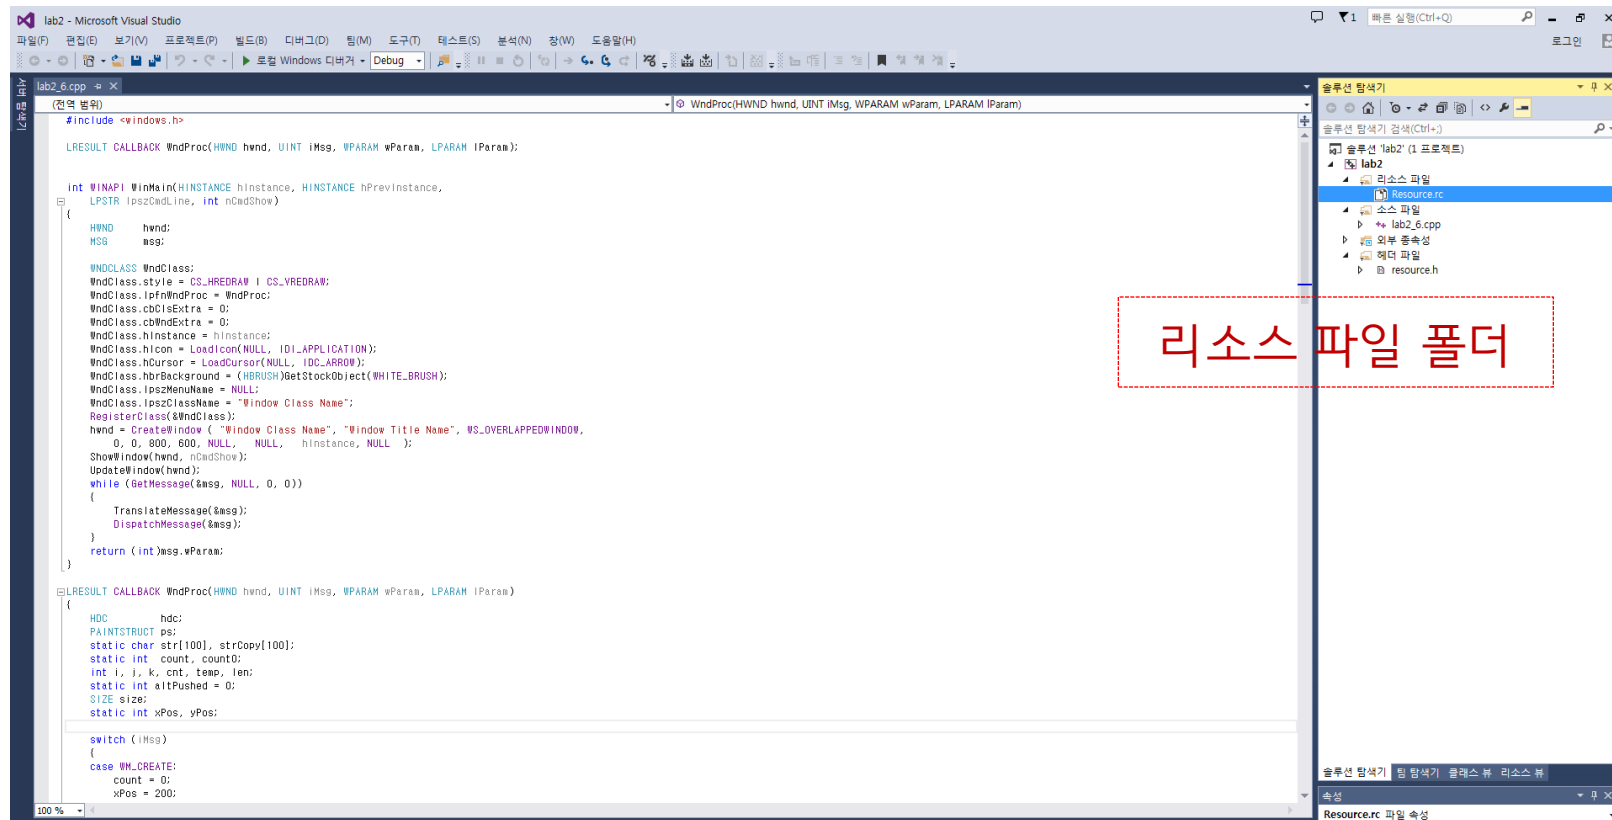 lab2 - Microsoft Visual Studio
1
빠른 실행(Ctrl+Q)
파일(F) 편집(E) 보기(V) 프로젝트(P) 빌드(B) 디버그(D) 팀(M) 도구(T) 테스트(S) 분석(N) 창(W) 도움말(H)
로그인
로컬 Windows 디버거 Debug
서버 탐색기
lab2_6.cpp
(전역 범위)
WndProc(HWND hwnd, UINT iMsg, WPARAM wParam, LPARAM lParam)
#include <windows.h>
LRESULT CALLBACK WndProc(HWND hwnd, UINT iMsg, WPARAM wParam, LPARAM lParam);
int WINAPI WinMain(HINSTANCE hInstance, HINSTANCE hPrevInstance,
LPSTR lpszCmdLine, int nCmdShow)
{
HWND hwnd;
MSG msg;
WNDCLASS WndClass;
WndClass.style = CS_HREDRAW | CS_VREDRAW;
WndClass.lpfnWndProc = WndProc;
WndClass.cbClsExtra = 0;
WndClass.cbWndExtra = 0;
WndClass.hInstance = hInstance;
WndClass.hIcon = LoadIcon(NULL, IDI_APPLICATION);
WndClass.hCursor = LoadCursor(NULL, IDC_ARROW);
WndClass.hbrBackground = (HBRUSH)GetStockObject(WHITE_BRUSH);
WndClass.lpszMenuName = NULL;
WndClass.lpszClassName = "Window Class Name";
RegisterClass(&WndClass);
hwnd = CreateWindow ( "Window Class Name", "Window Title Name", WS_OVERLAPPEDWINDOW,
0, 0, 800, 600, NULL, NULL, hInstance, NULL );
ShowWindow(hwnd, nCmdShow);
UpdateWindow(hwnd);
while (GetMessage(&msg, NULL, 0, 0))
{
TranslateMessage(&msg);
DispatchMessage(&msg);
}
return (int)msg.wParam;
}
LRESULT CALLBACK WndProc(HWND hwnd, UINT iMsg, WPARAM wParam, LPARAM lParam)
{
HDC hdc;
PAINTSTRUCT ps;
static char str[100], strCopy[100];
static int count, count0;
int i, j, k, cnt, temp, len;
static int altPushed = 0;
SIZE size;
static int xPos, yPos;
switch (iMsg)
{
case WM_CREATE:
count = 0;
xPos = 200;
100 %
솔루션 탐색기
솔루션 탐색기 검색(Ctrl+;)
솔루션 'lab2' (1 프로젝트)
lab2
리소스 파일
Resource.rc
소스 파일
lab2_6.cpp
외부 종속성
헤더 파일
resource.h
리소스 파일 폴더
솔루션 탐색기 팀 탐색기 클래스 뷰 리소스 뷰
속성
Resource.rc 파일 속성